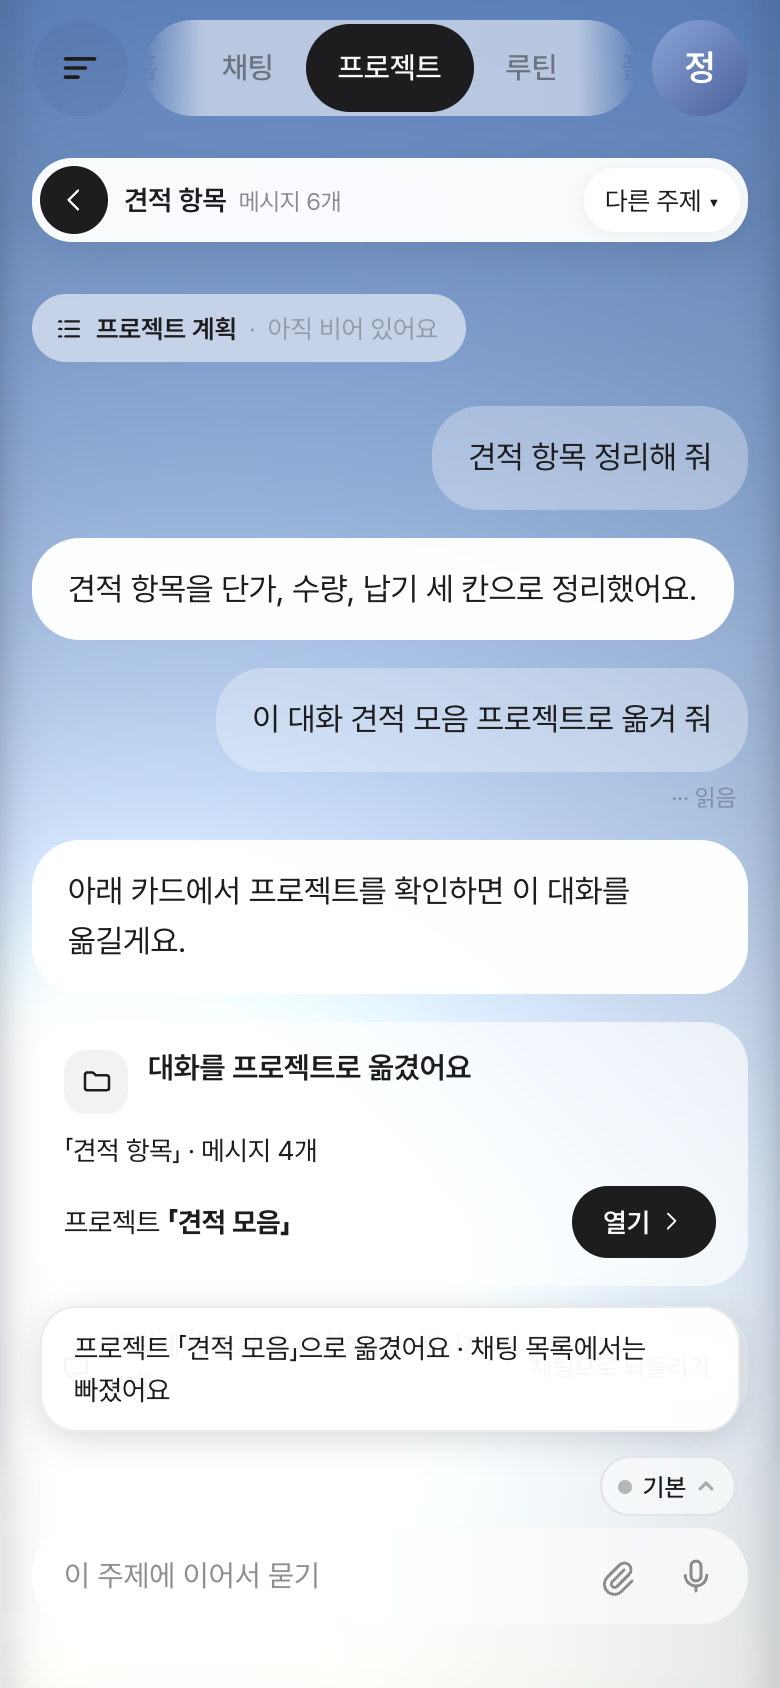 채팅
프로젝트
루틴
정
견적 항목 메시지 6개
다른 주제 ▾
프로젝트 계획 · 아직 비어 있어요
견적 항목 정리해 줘
견적 항목을 단가, 수량, 납기 세 칸으로 정리했어요.
이 대화 견적 모음 프로젝트로 옮겨 줘
··· 읽음
아래 카드에서 프로젝트를 확인하면 이 대화를
옮길게요.
대화를 프로젝트로 옮겼어요
「견적 항목」 · 메시지 4개
프로젝트 「견적 모음」
열기
프로젝트 「견적 모음」으로 옮겼어요 · 채팅 목록에서는
빠졌어요
채팅으로 되돌리기
기본
이 주제에 이어서 묻기